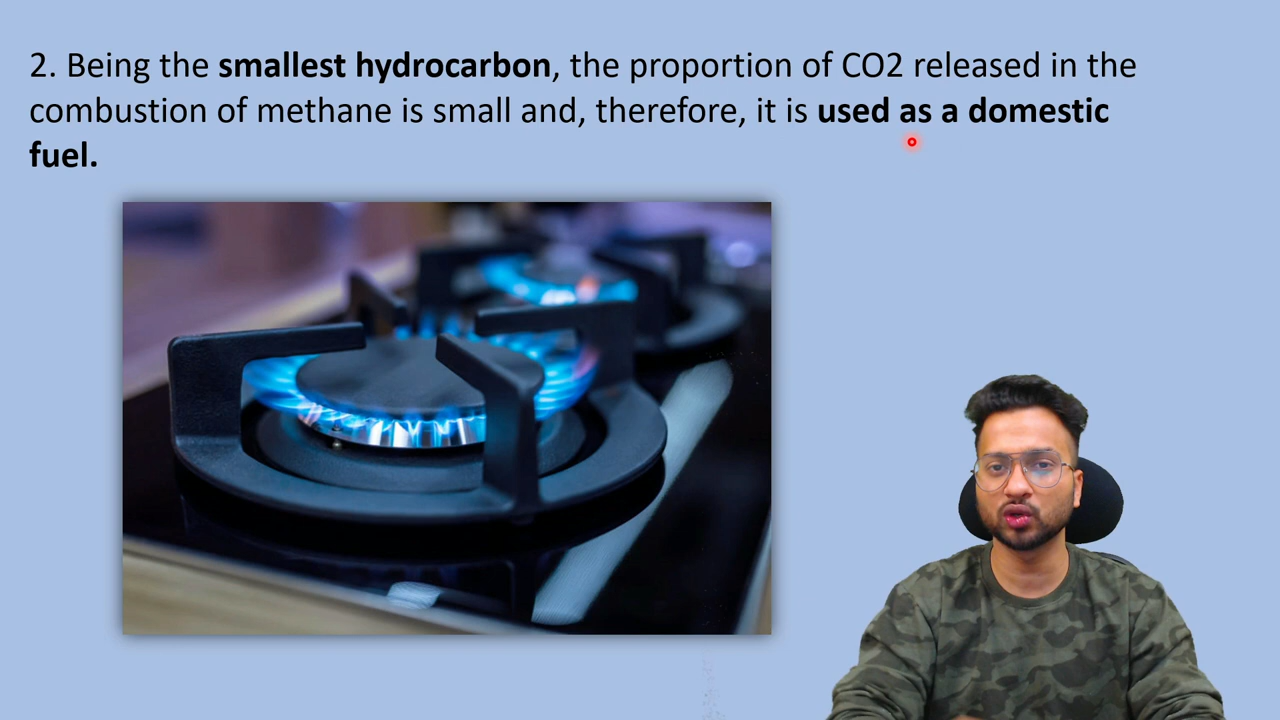 2. Being the smallest hydrocarbon, the proportion of CO2 released in the
combustion of methane is small and, therefore, it is used as a domestic
fuel.